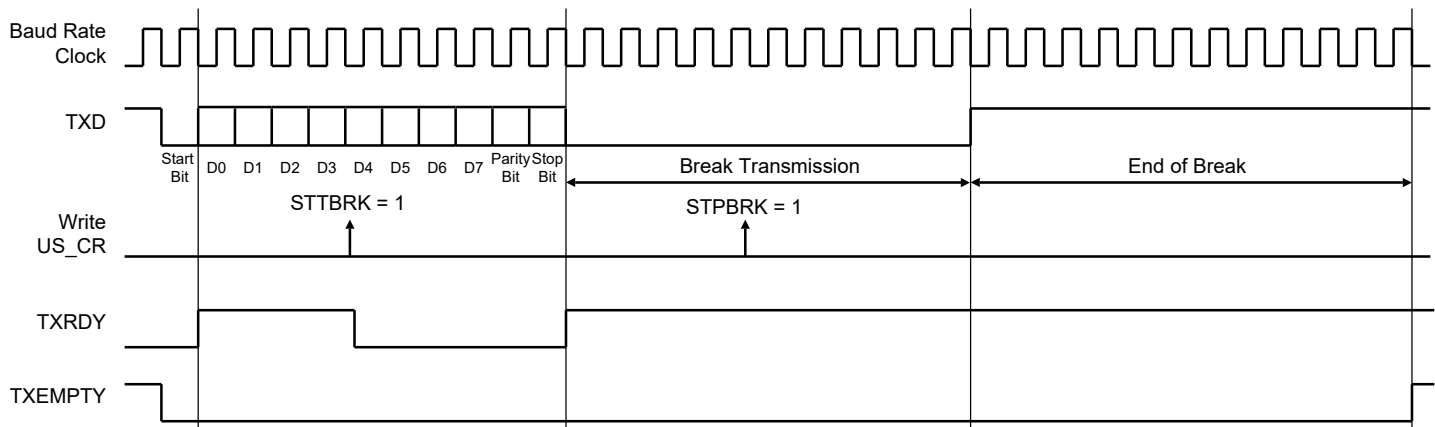 Baud Rate
Clock
TXD
Start
Bit
D0 D1 D2 D3 D4 D5 D6 D7
Parity
Bit
Stop
Bit
Break Transmission
End of Break
STTBRK = 1
STPBRK = 1
Write
US_CR
TXRDY
TXEMPTY